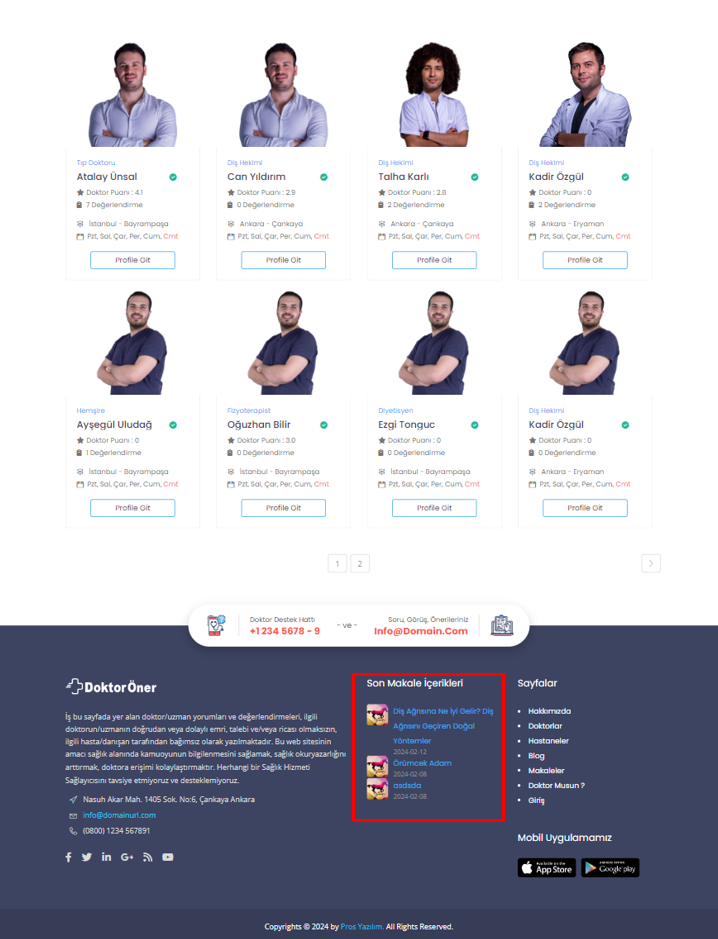 Tıp Doktoru
Atalay Ünsal
Doktor Puanı : 4.1
7 Değerlendirme
İstanbul - Bayrampaşa
Pzt, Sal, Çar, Per, Cum, Cmt
Profile Git
Diş Hekimi
Can Yıldırım
Doktor Puanı : 2.9
0 Değerlendirme
Ankara - Çankaya
Pzt, Sal, Çar, Per, Cum, Cmt
Profile Git
Diş Hekimi
Talha Karlı
Doktor Puanı : 2.8
2 Değerlendirme
Ankara - Çankaya
Pzt, Sal, Çar, Per, Cum, Cmt
Profile Git
Diş Hekimi
Kadir Özgül
Doktor Puanı : 0
2 Değerlendirme
Ankara - Eryaman
Pzt, Sal, Çar, Per, Cum, Cmt
Profile Git
Hemşire
Ayşegül Uludağ
Doktor Puanı : 0
1 Değerlendirme
İstanbul - Bayrampaşa
Pzt, Sal, Çar, Per, Cum, Cmt
Profile Git
Fizyoterapist
Oğuzhan Bilir
Doktor Puanı : 3.0
0 Değerlendirme
İstanbul - Bayrampaşa
Pzt, Sal, Çar, Per, Cum, Cmt
Profile Git
Diyetisyen
Ezgi Tonguc
Doktor Puanı : 0
0 Değerlendirme
İstanbul - Bayrampaşa
Pzt, Sal, Çar, Per, Cum, Cmt
Profile Git
Diş Hekimi
Kadir Özgül
Doktor Puanı : 0
0 Değerlendirme
Ankara - Eryaman
Pzt, Sal, Çar, Per, Cum, Cmt
Profile Git
1 2
Doktor Destek Hattı
+1 234 5678 - 9
- ve -
Soru, Görüş, Önerileriniz
Info@Domain.Com
DoktorÖner
İş bu sayfada yer alan doktor/uzman yorumları ve değerlendirmeleri, ilgili
doktorun/uzmanın doğrudan veya dolaylı emri, talebi ve/veya ricası olmaksızın,
ilgili hasta/danışan tarafından bağımsız olarak yazılmaktadır. Bu web sitesinin
amacı sağlık alanında kamuoyunun bilgilenmesini sağlamak, sağlık okuryazarlığını
arttırmak, doktora erişimi kolaylaştırmaktır. Herhangi bir Sağlık Hizmeti
Sağlayıcısını tavsiye etmiyoruz ve desteklemiyoruz.
Nasuh Akar Mah. 1405 Sok. No:6, Çankaya Ankara
info@domainurl.com
(0800) 1234 567891
Son Makale İçerikleri
Diş Ağrısına Ne İyi Gelir? Diş
Ağrısını Geçiren Doğal
Yöntemler
2024-02-12
Örümcek Adam
2024-02-08
asdsda
2024-02-08
Sayfalar
Hakkımızda
Doktorlar
Hastaneler
Blog
Makaleler
Doktor Musun ?
Giriş
Mobil Uygulamamız
Available on the
App Store
ANDROID APP ON
Google play
Copyrights © 2024 by Pros Yazılım. All Rights Reserved.